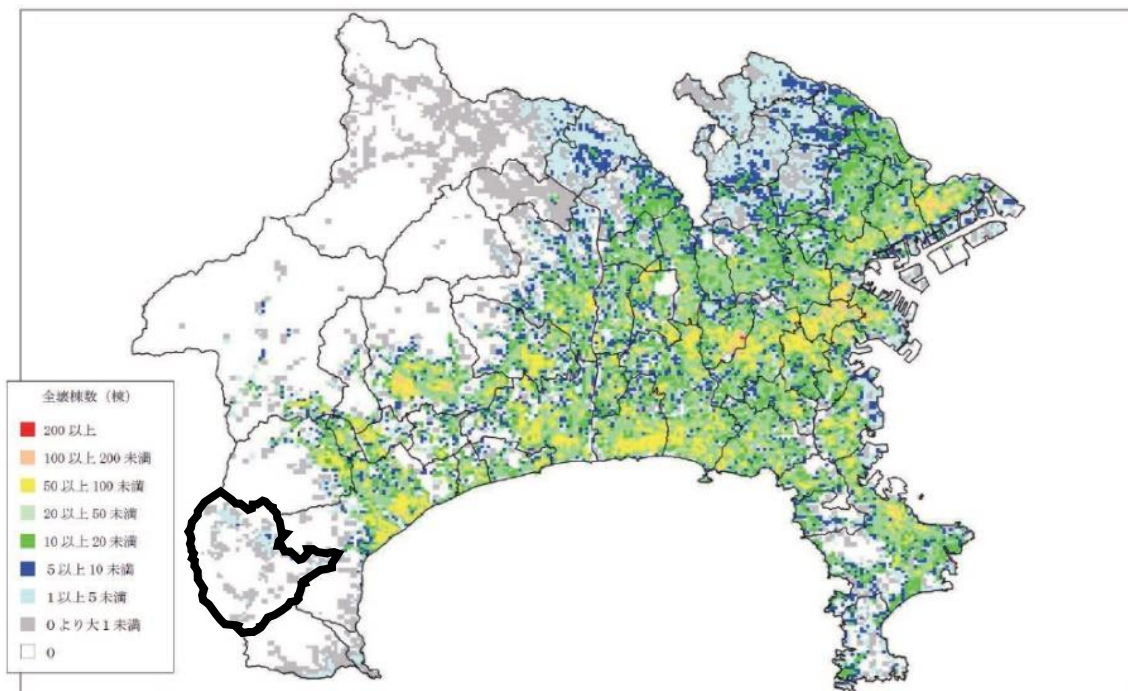 全壊棟数（棟）
200 以上
100 以上 200 未満
50 以上 100 未満
20 以上 50 未満
10 以上 20 未満
5 以上 10 未満
1 以上 5 未満
0 より大 1 未満
0